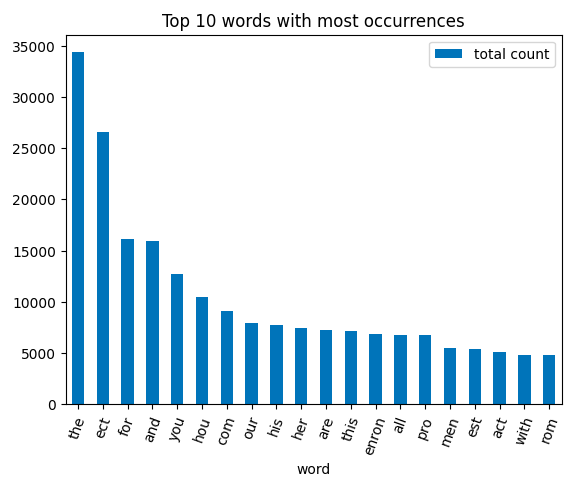 Top 10 words with most occurrences
total count
35000
30000
25000
20000
15000
10000
5000
0
the ect for and you hou com our his her are this enron all pro men est act with rom
word